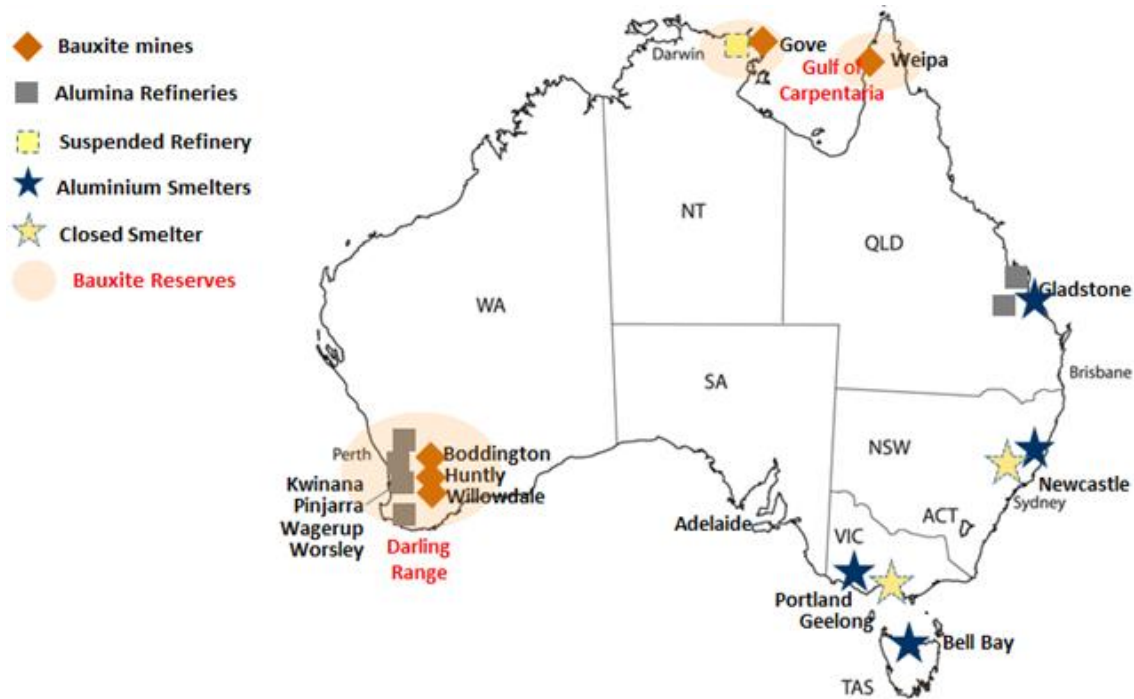 Bauxite mines
Alumina Refineries
Suspended Refinery
Aluminium Smelters
Closed Smelter
Bauxite Reserves
Darwin
Gove
Gulf of
Carpentaria
Weipa
NT
QLD
WA
Gladstone
SA
Brisbane
Perth
Boddington
Huntly
Willowdale
Kwinana
Pinjarra
Wagerup
Worsley
Darling
Range
NSW
Newcastle
Sydney
Adelaide
ACT
VIC
Portland
Geelong
Bell Bay
TAS